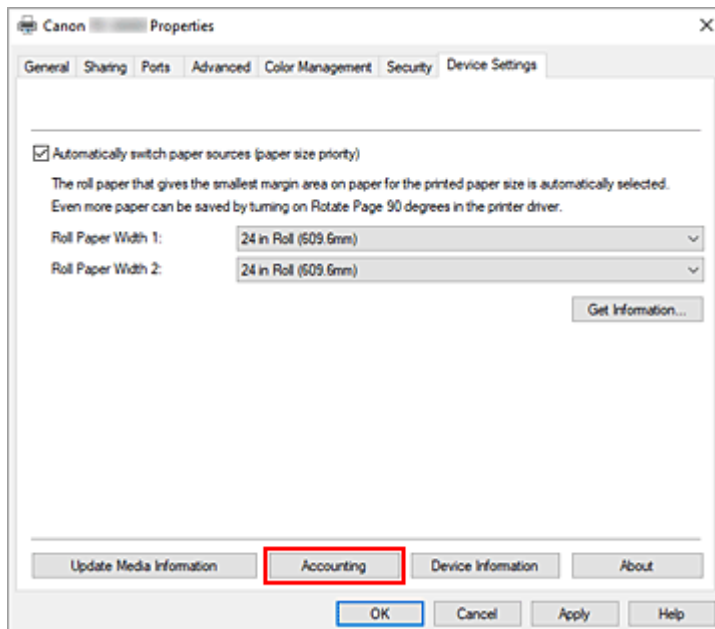 Canon Properties
General Sharing Ports Advanced Color Management Security Device Settings
Automatically switch paper sources (paper size priority)
The roll paper that gives the smallest margin area on paper for the printed paper size is automatically selected.
Even more paper can be saved by turning on Rotate Page 90 degrees in the printer driver.
Roll Paper Width 1: 24 in Roll (609.6mm)
Roll Paper Width 2: 24 in Roll (609.6mm)
Get Information...
Update Media Information Accounting Device Information About
OK Cancel Apply Help